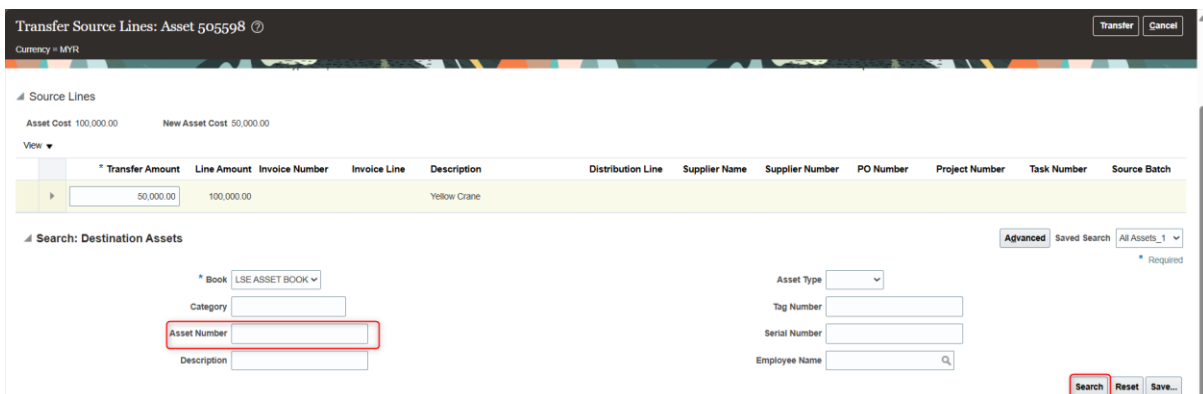 Transfer Source Lines: Asset 505598 Transfer Cancel
Currency = MYR
Source Lines
Asset Cost 100,000.00 New Asset Cost 50,000.00
View
* Transfer Amount Line Amount Invoice Number Invoice Line Description Distribution Line Supplier Name Supplier Number PO Number Project Number Task Number Source Batch
50,000.00 100,000.00 Yellow Crane
Search: Destination Assets Advanced Saved Search All Assets_1
* Required
* Book LSE ASSET BOOK Asset Type
Category Tag Number
Asset Number Serial Number
Description Employee Name
Search Reset Save...